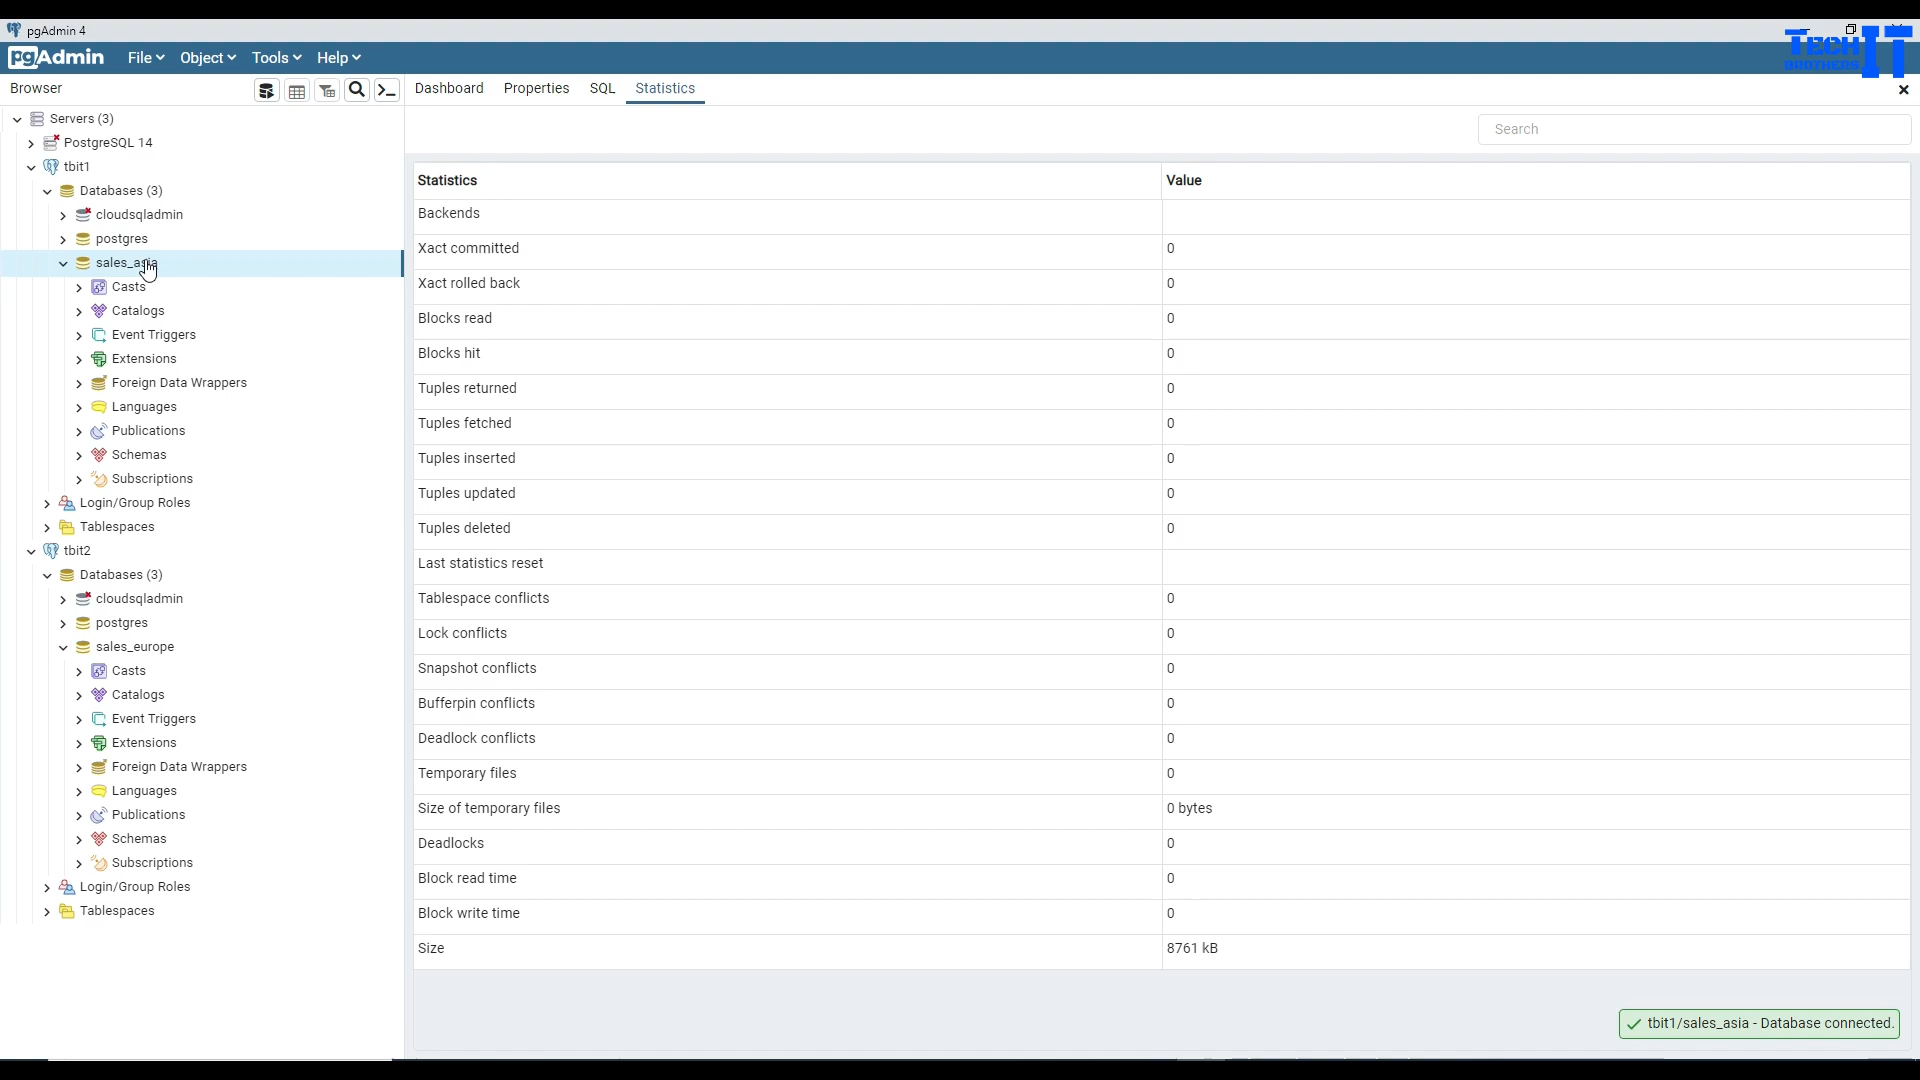 pgAdmin 4
TECH IT
BROTHERS
pgAdmin File Object Tools Help
Browser
Dashboard Properties SQL Statistics
Search
Servers (3)
PostgreSQL 14
tbit1
Databases (3)
cloudsqladmin
postgres
sales_asia
Casts
Catalogs
Event Triggers
Extensions
Foreign Data Wrappers
Languages
Publications
Schemas
Subscriptions
Login/Group Roles
Tablespaces
tbit2
Databases (3)
cloudsqladmin
postgres
sales_europe
Casts
Catalogs
Event Triggers
Extensions
Foreign Data Wrappers
Languages
Publications
Schemas
Subscriptions
Login/Group Roles
Tablespaces
Statistics Value
Backends
Xact committed 0
Xact rolled back 0
Blocks read 0
Blocks hit 0
Tuples returned 0
Tuples fetched 0
Tuples inserted 0
Tuples updated 0
Tuples deleted 0
Last statistics reset
Tablespace conflicts 0
Lock conflicts 0
Snapshot conflicts 0
Bufferpin conflicts 0
Deadlock conflicts 0
Temporary files 0
Size of temporary files 0 bytes
Deadlocks 0
Block read time 0
Block write time 0
Size 8761 kB
tbit1/sales_asia - Database connected.